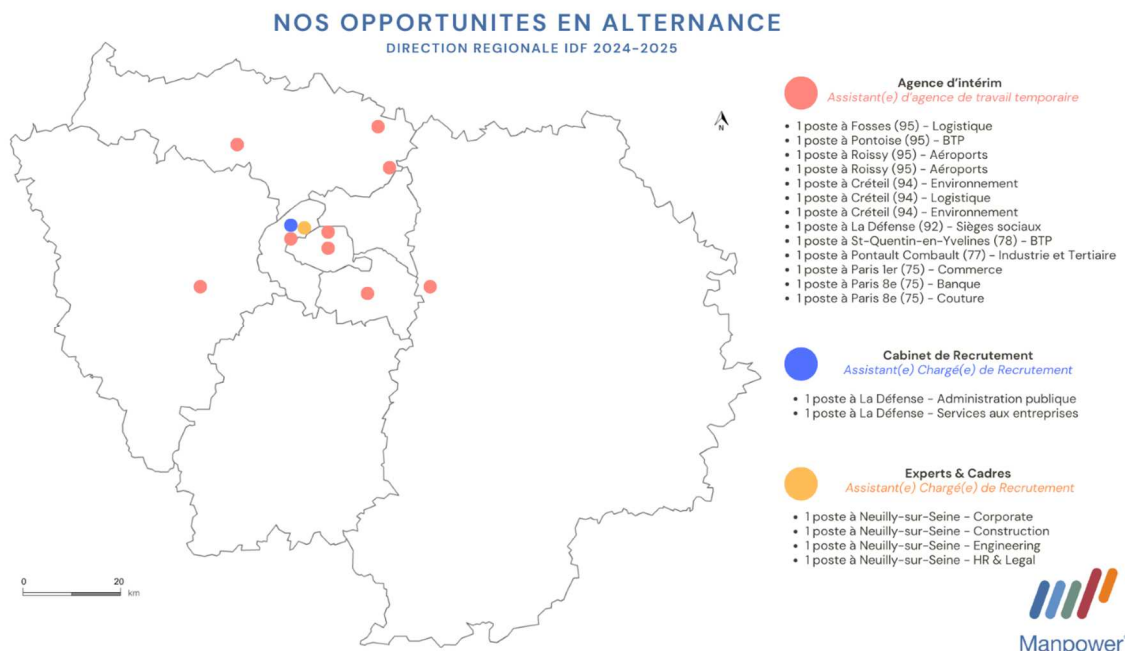 NOS OPPORTUNITES EN ALTERNANCE
DIRECTION REGIONALE IDF 2024-2025
N
Agence d'intérim
Assistant(e) d'agence de travail temporaire
• 1 poste à Fosses (95) - Logistique
• 1 poste à Pontoise (95) - BTP
• 1 poste à Roissy (95) - Aéroports
• 1 poste à Roissy (95) - Aéroports
• 1 poste à Créteil (94) - Environnement
• 1 poste à Créteil (94) - Logistique
• 1 poste à Créteil (94) - Environnement
• 1 poste à La Défense (92) - Sièges sociaux
• 1 poste à St-Quentin-en-Yvelines (78) - BTP
• 1 poste à Pontault Combault (77) - Industrie et Tertiaire
• 1 poste à Paris 1er (75) - Commerce
• 1 poste à Paris 8e (75) - Banque
• 1 poste à Paris 8e (75) - Couture
Cabinet de Recrutement
Assistant(e) Chargé(e) de Recrutement
• 1 poste à La Défense - Administration publique
• 1 poste à La Défense - Services aux entreprises
Experts & Cadres
Assistant(e) Chargé(e) de Recrutement
• 1 poste à Neuilly-sur-Seine - Corporate
• 1 poste à Neuilly-sur-Seine - Construction
• 1 poste à Neuilly-sur-Seine - Engineering
• 1 poste à Neuilly-sur-Seine - HR & Legal
0 20
km
Manpower